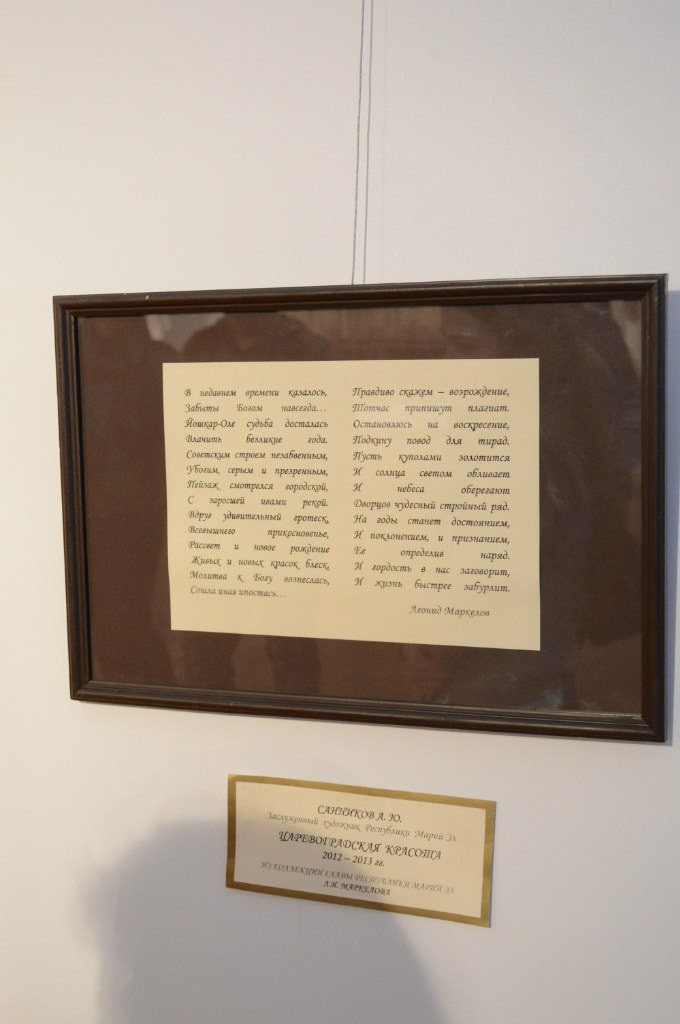 В недавнем времени казалось,
Забыты Богом навсегда...
Йошкар-Оле судьба досталась
Влачить безликие года.
Советским строем незабвенным,
Убогим, серым и презренным,
Пейзаж смотрелся городской,
С заросшей ивами рекой.
Вдруг удивительный гротеск,
Всевышнего прикосновенье,
Рассвет и новое рождение
Живых и новых красок блеск,
Молитва к Богу вознеслась,
Сошла иная ипостась...
Правдиво скажем – возрождение,
Тотчас припишут плагиат.
Остановлюсь на воскресение,
Подкину повод для тирад.
Пусть куполами золотится
И солнца светом обливает
И небеса оберегают
Дворцов чудесный стройный ряд.
На годы станет достоянием,
И поклонением, и признанием,
Ее определив наряд.
И гордость в нас заговорит,
И жизнь быстрее забурлит.
Леонид Маркелов
САННИКОВ А. Ю.
Заслуженный художник Республики Марий Эл
ЦАРЕВОГРАДСКАЯ КРАСОТА
2012 – 2013 гг.
ИЗ КОЛЛЕКЦИИ ГЛАВЫ РЕСПУБЛИКИ МАРИЙ ЭЛ
Л.И. МАРКЕЛОВА